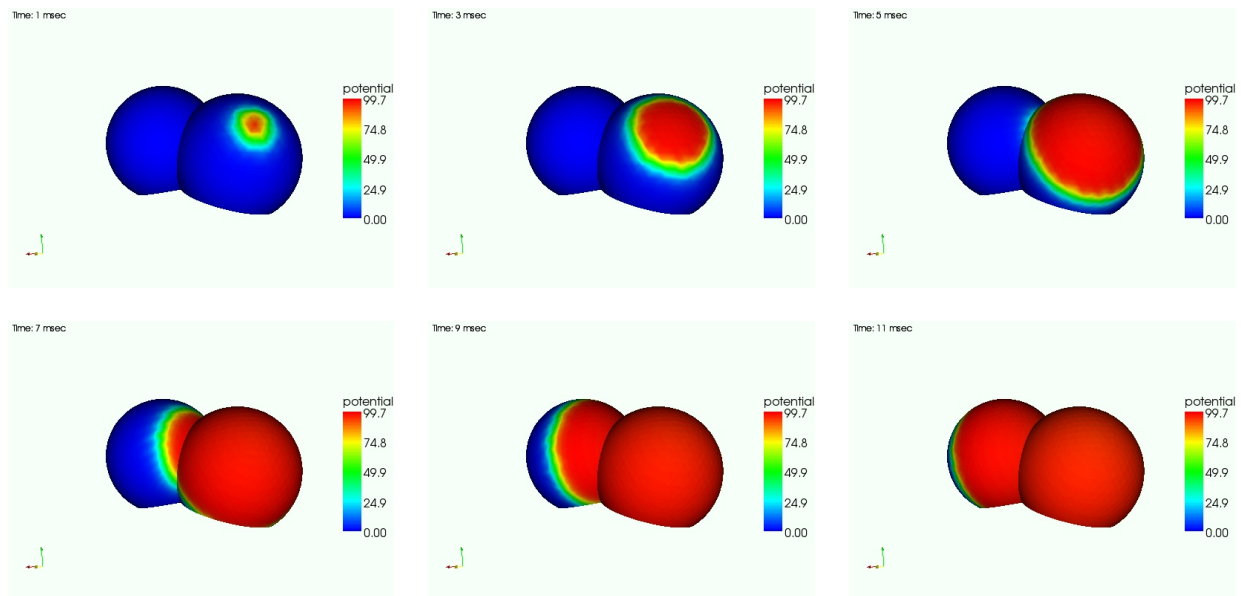 Time: 1 msec
potential
99.7
74.8
49.9
24.9
0.00
Time: 3 msec
potential
99.7
74.8
49.9
24.9
0.00
Time: 5 msec
potential
99.7
74.8
49.9
24.9
0.00
Time: 7 msec
potential
99.7
74.8
49.9
24.9
0.00
Time: 9 msec
potential
99.7
74.8
49.9
24.9
0.00
Time: 11 msec
potential
99.7
74.8
49.9
24.9
0.00